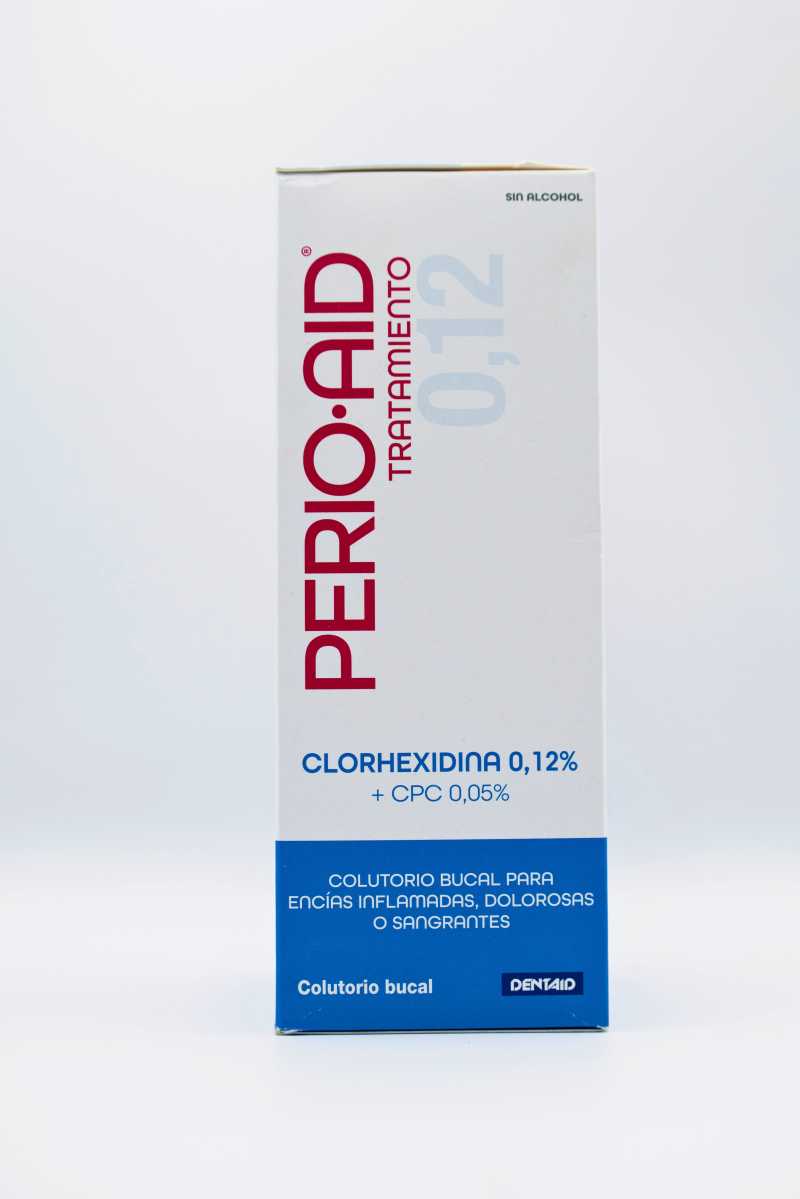 SIN ALCOHOL
PERIO·AID®
TRATAMIENTO
0,12
CLORHEXIDINA 0,12%
+ CPC 0,05%
COLUTORIO BUCAL PARA
ENCÍAS INFLAMADAS, DOLOROSAS
O SANGRANTES
Colutorio bucal
DENTAID